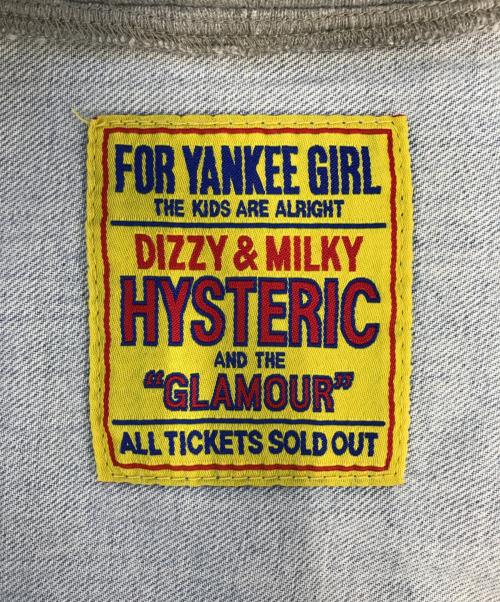 FOR YANKEE GIRL
THE KIDS ARE ALRIGHT
DIZZY & MILKY
HYSTERIC
AND THE
“GLAMOUR”
ALL TICKETS SOLD OUT